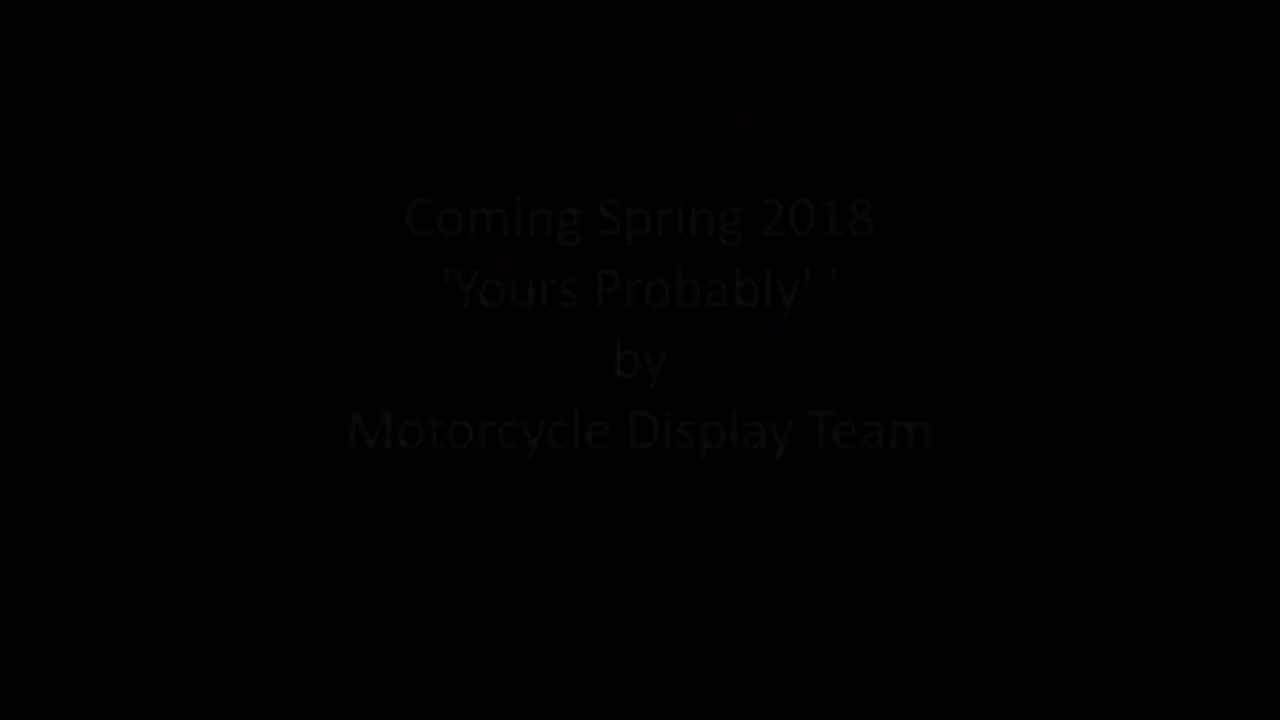 Coming Spring 2018
'Yours Probably' '
by
Motorcycle Display Team